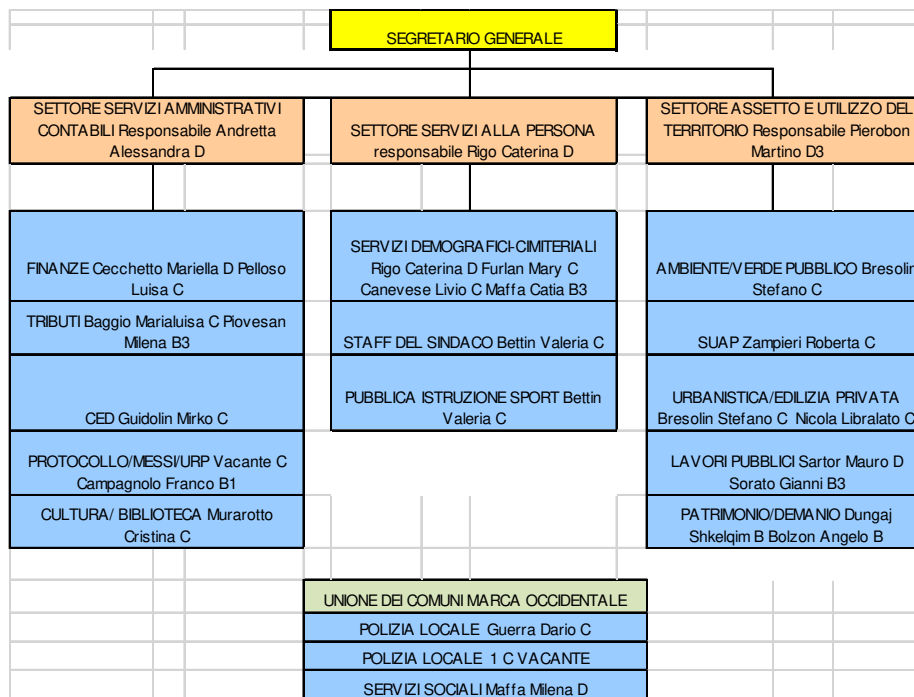 SEGRETARIO GENERALE
SETTORE SERVIZI AMMINISTRATIVI
CONTABILI Responsabile Andretta
Alessandra D
SETTORE SERVIZI ALLA PERSONA
responsabile Rigo Caterina D
SETTORE ASSETTO E UTILIZZO DEL
TERRITORIO Responsabile Pierobon
Martino D3
FINANZE Cecchetto Mariella D Pelloso
Luisa C
TRIBUTI Baggio Marialuisa C Piovesan
Milena B3
CED Guidolin Mirko C
PROTOCOLLO/MESSI/URP Vacante C
Campagnolo Franco B1
CULTURA/ BIBLIOTECA Murarotto
Cristina C
SERVIZI DEMOGRAFICI-CIMITERIALI
Rigo Caterina D Furlan Mary C
Canevese Livio C Maffa Catia B3
STAFF DEL SINDACO Bettin Valeria C
PUBBLICA ISTRUZIONE SPORT Bettin
Valeria C
AMBIENTE/VERDE PUBBLICO Bresolin
Stefano C
SUAP Zampieri Roberta C
URBANISTICA/EDILIZIA PRIVATA
Bresolin Stefano C Nicola Libralato C
LAVORI PUBBLICI Sartor Mauro D
Sorato Gianni B3
PATRIMONIO/DEMANIO Dungaj
Shkelqim B Bolzon Angelo B
UNIONE DEI COMUNI MARCA OCCIDENTALE
POLIZIA LOCALE Guerra Dario C
POLIZIA LOCALE 1 C VACANTE
SERVIZI SOCIALI Maffa Milena D